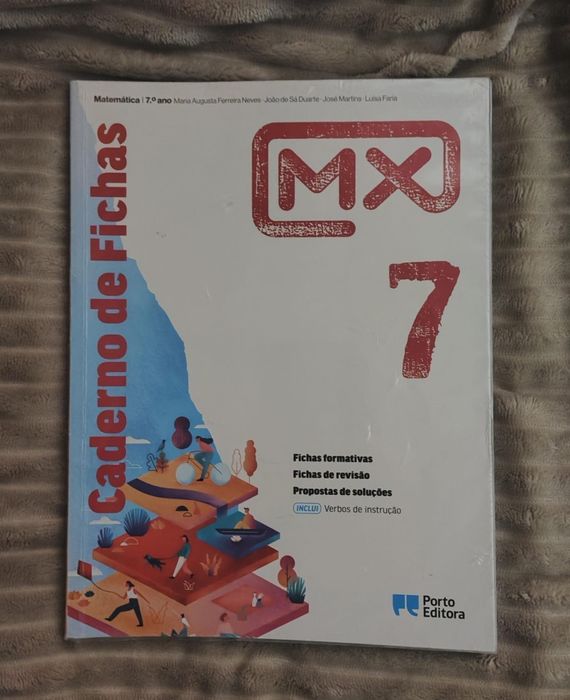 Matemática | 7.º ano Maria Augusta Ferreira Neves · João de Sá Duarte · José Martins · Luísa Faria
Caderno de Fichas
MX
7
Fichas formativas
Fichas de revisão
Propostas de soluções
INCLUI Verbos de instrução
Porto
Editora